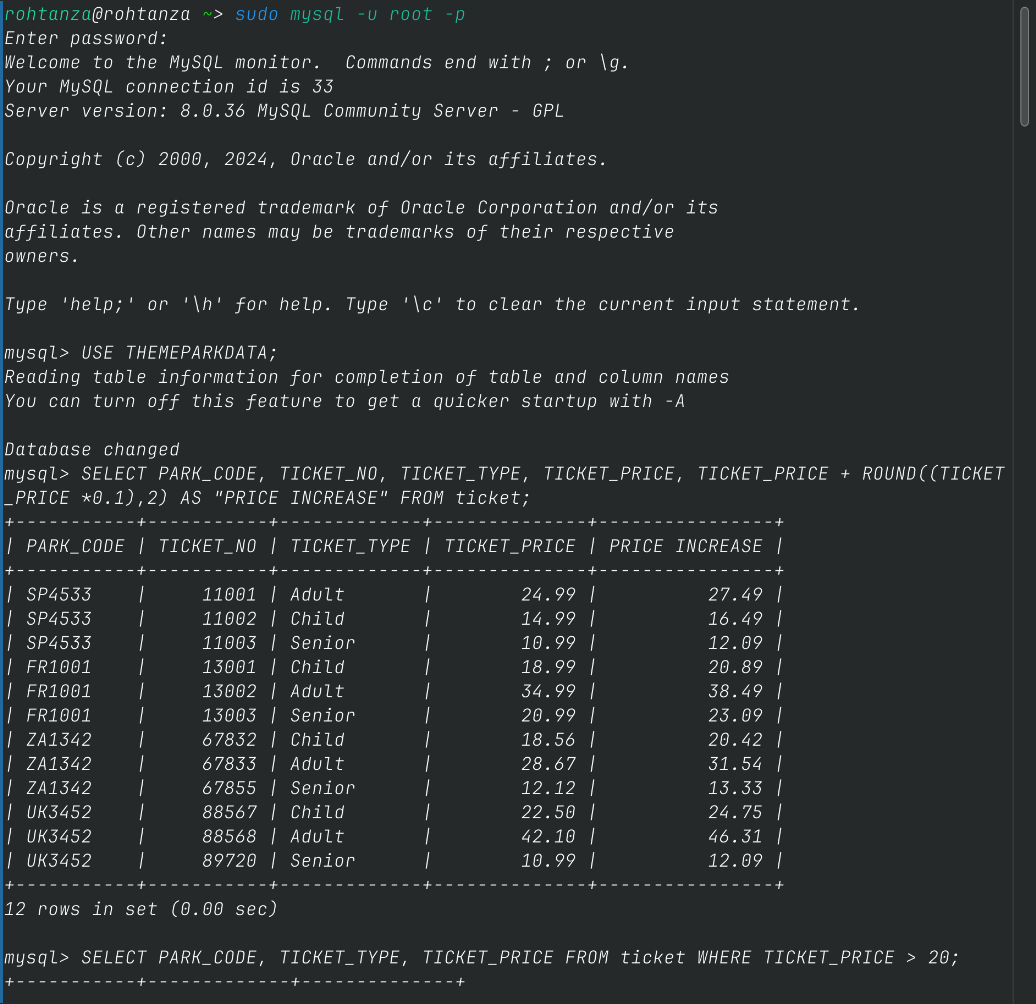 rohtanza@rohtanza ~> sudo mysql -u root -p
Enter password:
Welcome to the MySQL monitor.  Commands end with ; or \g.
Your MySQL connection id is 33
Server version: 8.0.36 MySQL Community Server - GPL

Copyright (c) 2000, 2024, Oracle and/or its affiliates.

Oracle is a registered trademark of Oracle Corporation and/or its
affiliates. Other names may be trademarks of their respective
owners.

Type 'help;' or '\h' for help. Type '\c' to clear the current input statement.

mysql> USE THEMEPARKDATA;
Reading table information for completion of table and column names
You can turn off this feature to get a quicker startup with -A

Database changed
mysql> SELECT PARK_CODE, TICKET_NO, TICKET_TYPE, TICKET_PRICE, TICKET_PRICE + ROUND((TICKET
_PRICE *0.1),2) AS "PRICE INCREASE" FROM ticket;
+-----------+-----------+-------------+--------------+----------------+
| PARK_CODE | TICKET_NO | TICKET_TYPE | TICKET_PRICE | PRICE INCREASE |
+-----------+-----------+-------------+--------------+----------------+
| SP4533    |     11001 | Adult       |        24.99 |          27.49 |
| SP4533    |     11002 | Child       |        14.99 |          16.49 |
| SP4533    |     11003 | Senior      |        10.99 |          12.09 |
| FR1001    |     13001 | Child       |        18.99 |          20.89 |
| FR1001    |     13002 | Adult       |        34.99 |          38.49 |
| FR1001    |     13003 | Senior      |        20.99 |          23.09 |
| ZA1342    |     67832 | Child       |        18.56 |          20.42 |
| ZA1342    |     67833 | Adult       |        28.67 |          31.54 |
| ZA1342    |     67855 | Senior      |        12.12 |          13.33 |
| UK3452    |     88567 | Child       |        22.50 |          24.75 |
| UK3452    |     88568 | Adult       |        42.10 |          46.31 |
| UK3452    |     89720 | Senior      |        10.99 |          12.09 |
+-----------+-----------+-------------+--------------+----------------+
12 rows in set (0.00 sec)

mysql> SELECT PARK_CODE, TICKET_TYPE, TICKET_PRICE FROM ticket WHERE TICKET_PRICE > 20;
+-----------+-------------+--------------+